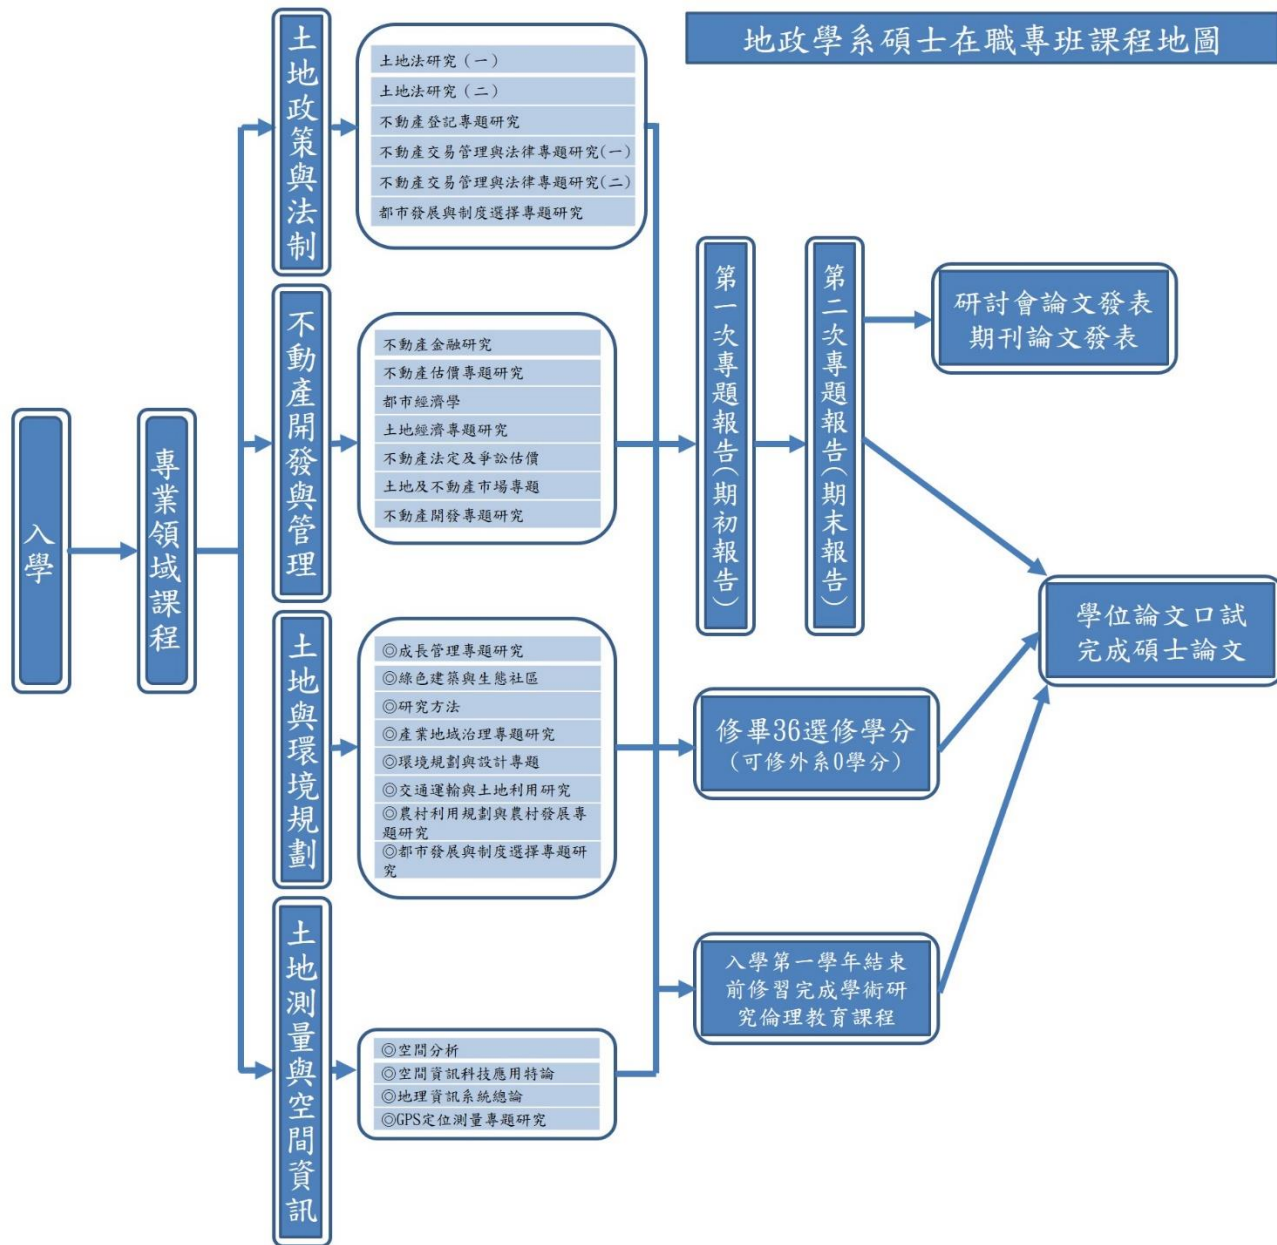 地政學系碩士在職專班課程地圖
入學
專業領域課程
土地政策與法制
土地法研究(一)
土地法研究(二)
不動產登記專題研究
不動產交易管理與法律專題研究(一)
不動產交易管理與法律專題研究(二)
都市發展與制度選擇專題研究
不動產開發與管理
不動產金融研究
不動產估價專題研究
都市經濟學
土地經濟專題研究
不動產法定及爭訟估價
土地及不動產市場專題
不動產開發專題研究
土地與環境規劃
◎成長管理專題研究
◎綠色建築與生態社區
◎研究方法
◎產業地域治理專題研究
◎環境規劃與設計專題
◎交通運輸與土地利用研究
◎農村利用規劃與農村發展專
題研究
◎都市發展與制度選擇專題研
究
土地測量與空間資訊
◎空間分析
◎空間資訊科技應用特論
◎地理資訊系統總論
◎GPS定位測量專題研究
第一次專題報告(期初報告)
第二次專題報告(期末報告)
研討會論文發表
期刊論文發表
修畢36選修學分
(可修外系0學分)
入學第一學年結束
前修習完成學術研
究倫理教育課程
學位論文口試
完成碩士論文